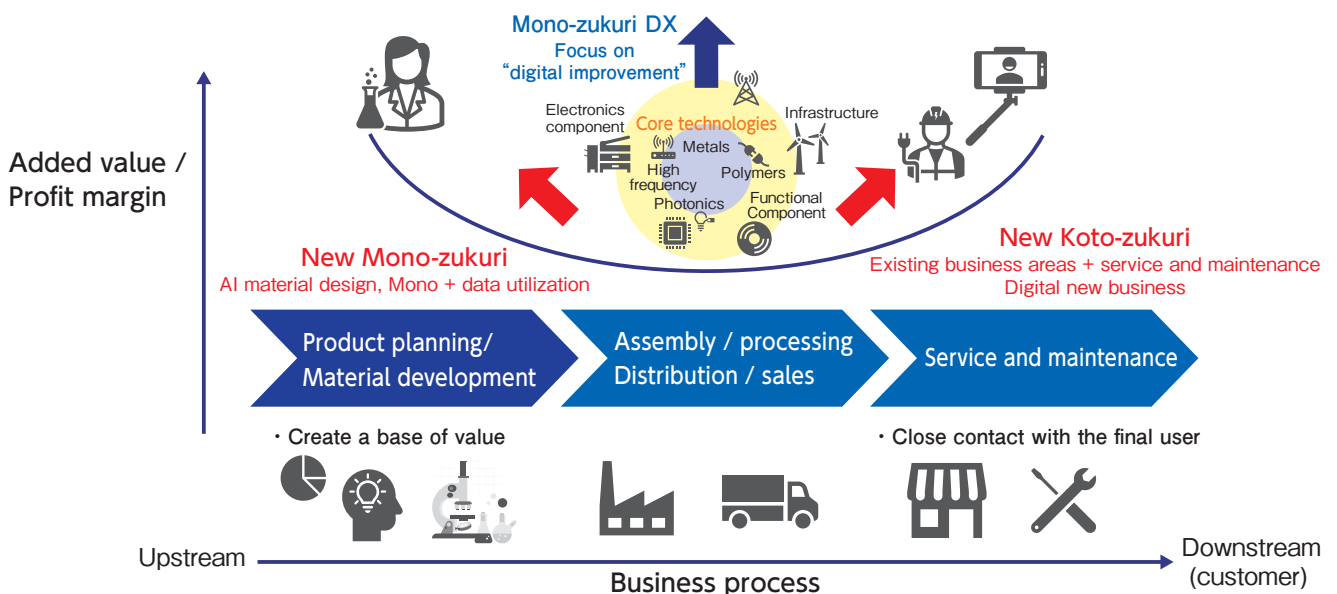 Mono-zukuri DX
Focus on
“digital improvement”
Electronics
component
Core technologies
Infrastructure
Metals
High
frequency
Polymers
Photonics
Functional
Component
Added value /
Profit margin
New Mono-zukuri
AI material design, Mono + data utilization
New Koto-zukuri
Existing business areas + service and maintenance
Digital new business
Product planning/
Material development
Assembly / processing
Distribution / sales
Service and maintenance
・Create a base of value
・Close contact with the final user
Upstream
Business process
Downstream
(customer)